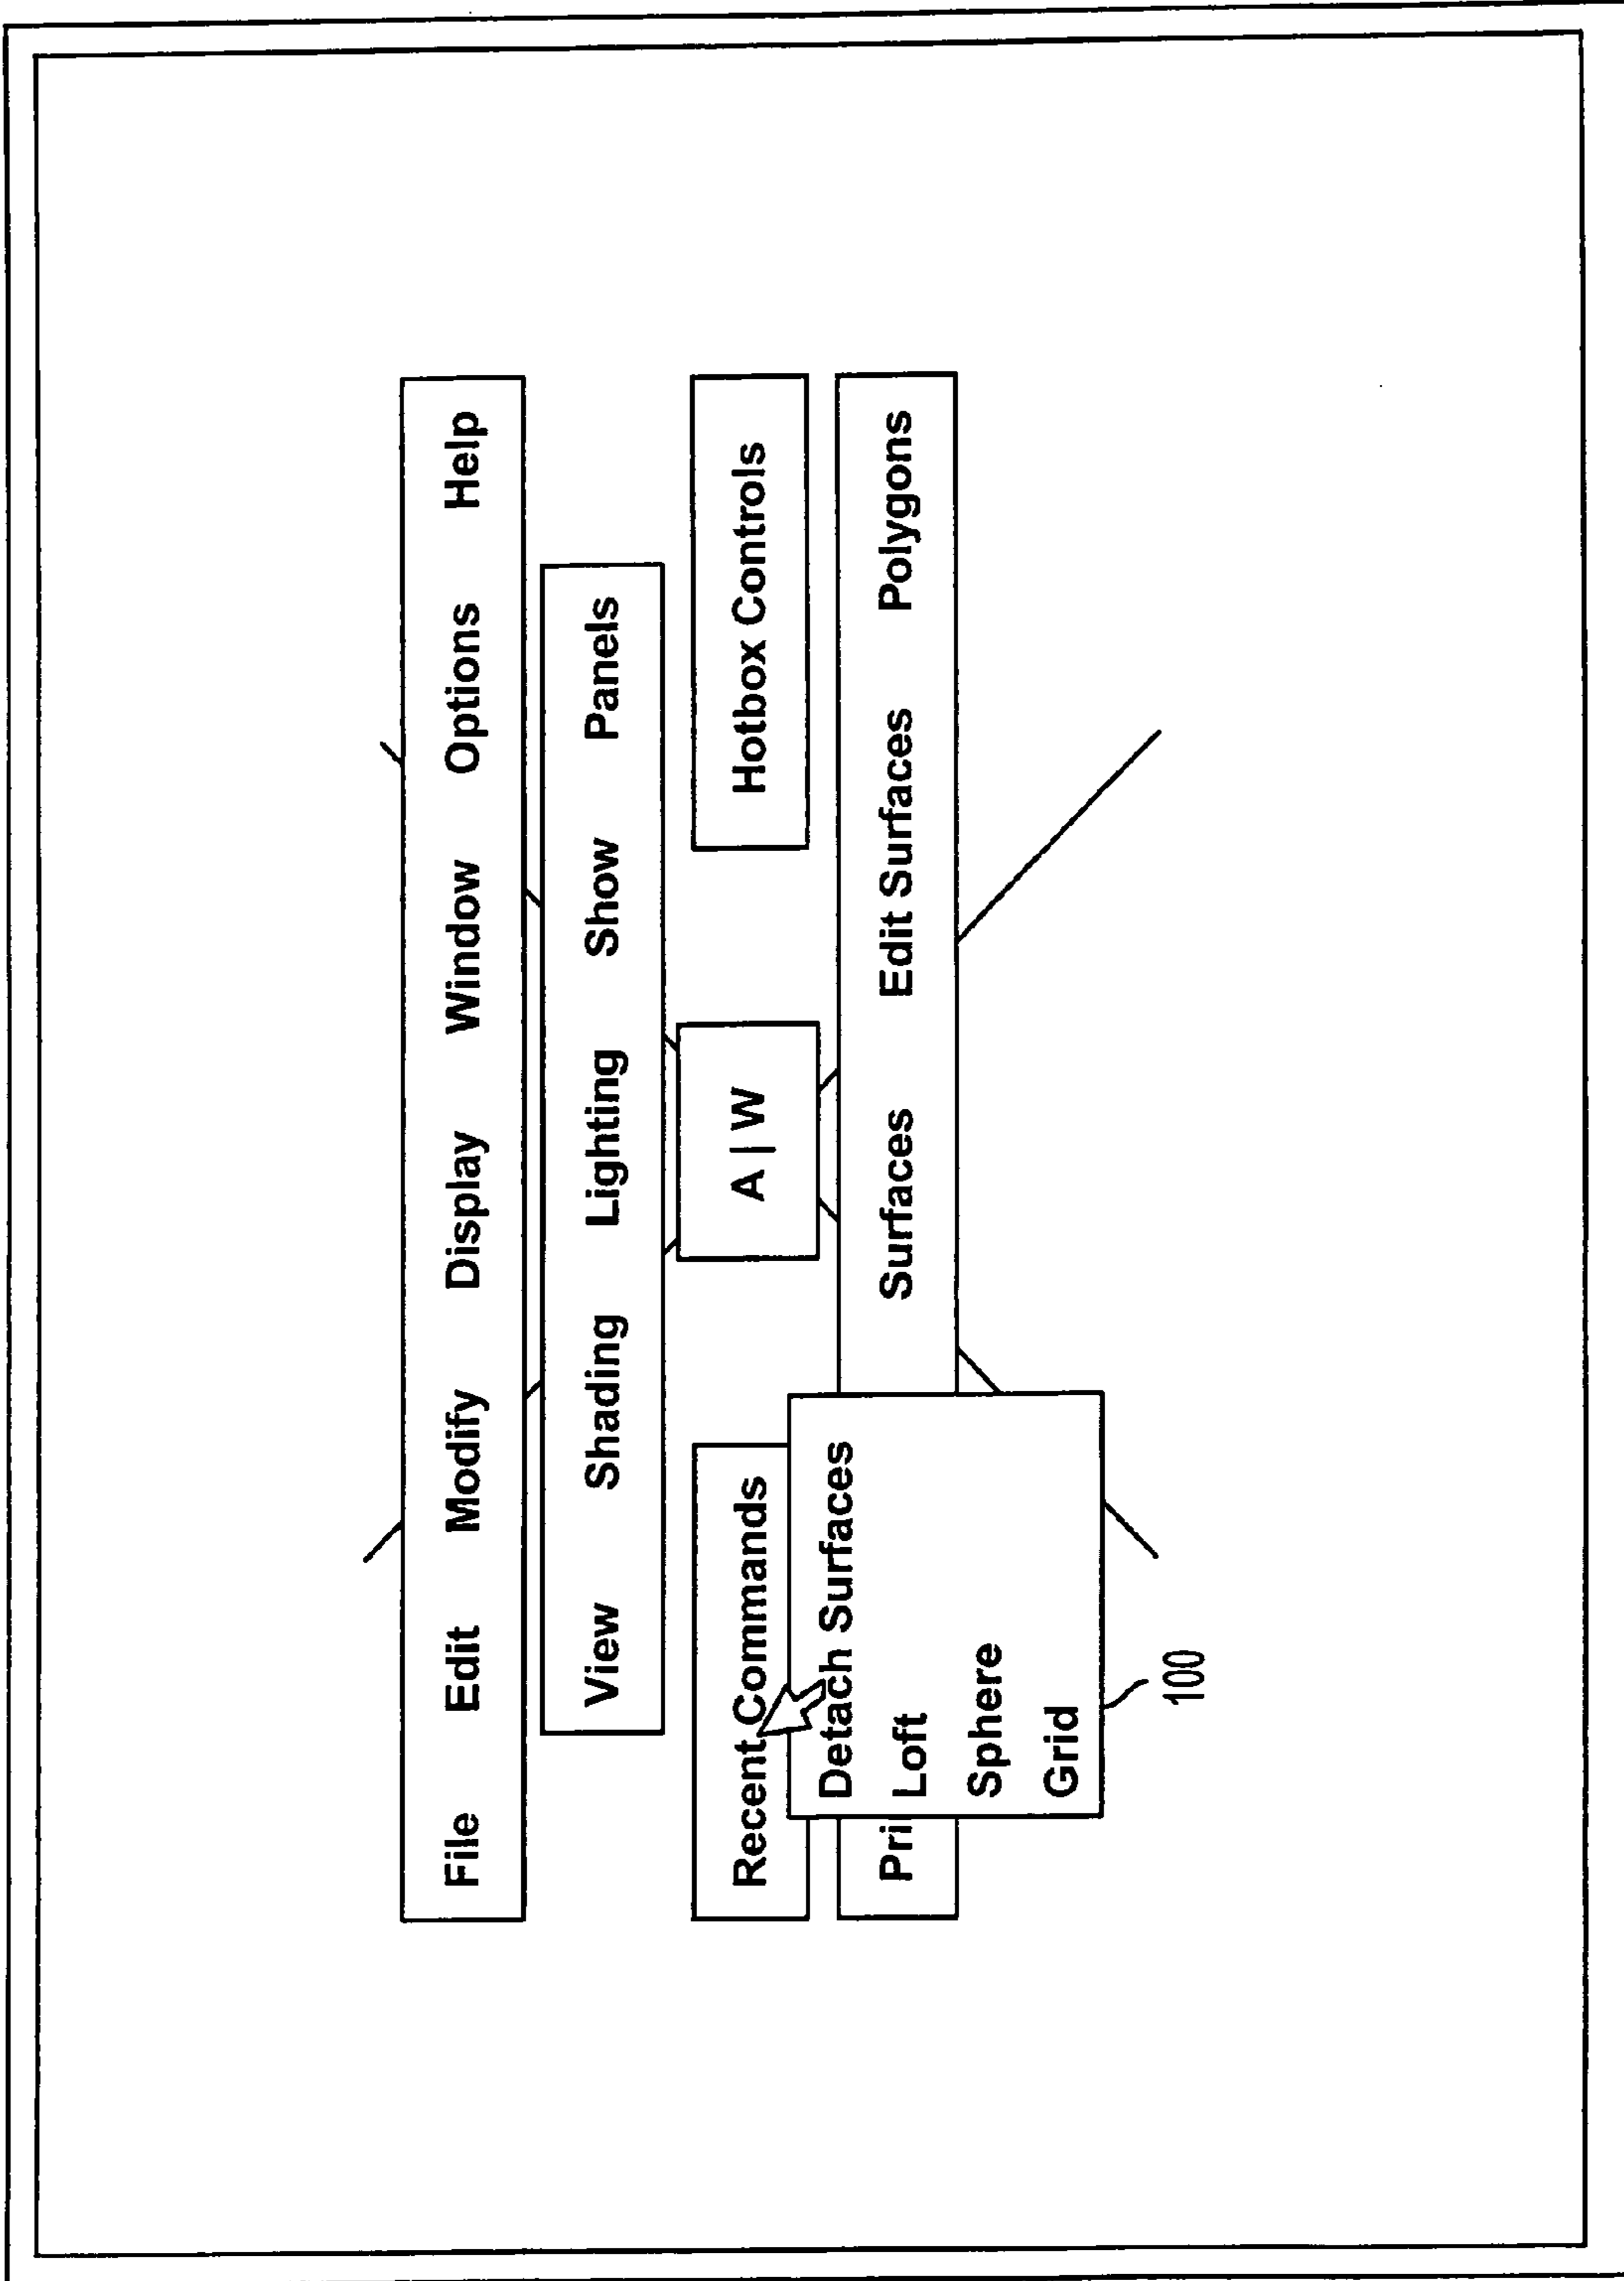 File Edit Modify Display Window Options Help
View Shading Lighting Show Panels
Recent Commands A | W Hotbox Controls
Pri Surfaces Edit Surfaces Polygons
Detach Surfaces
Loft
Sphere
Grid
100